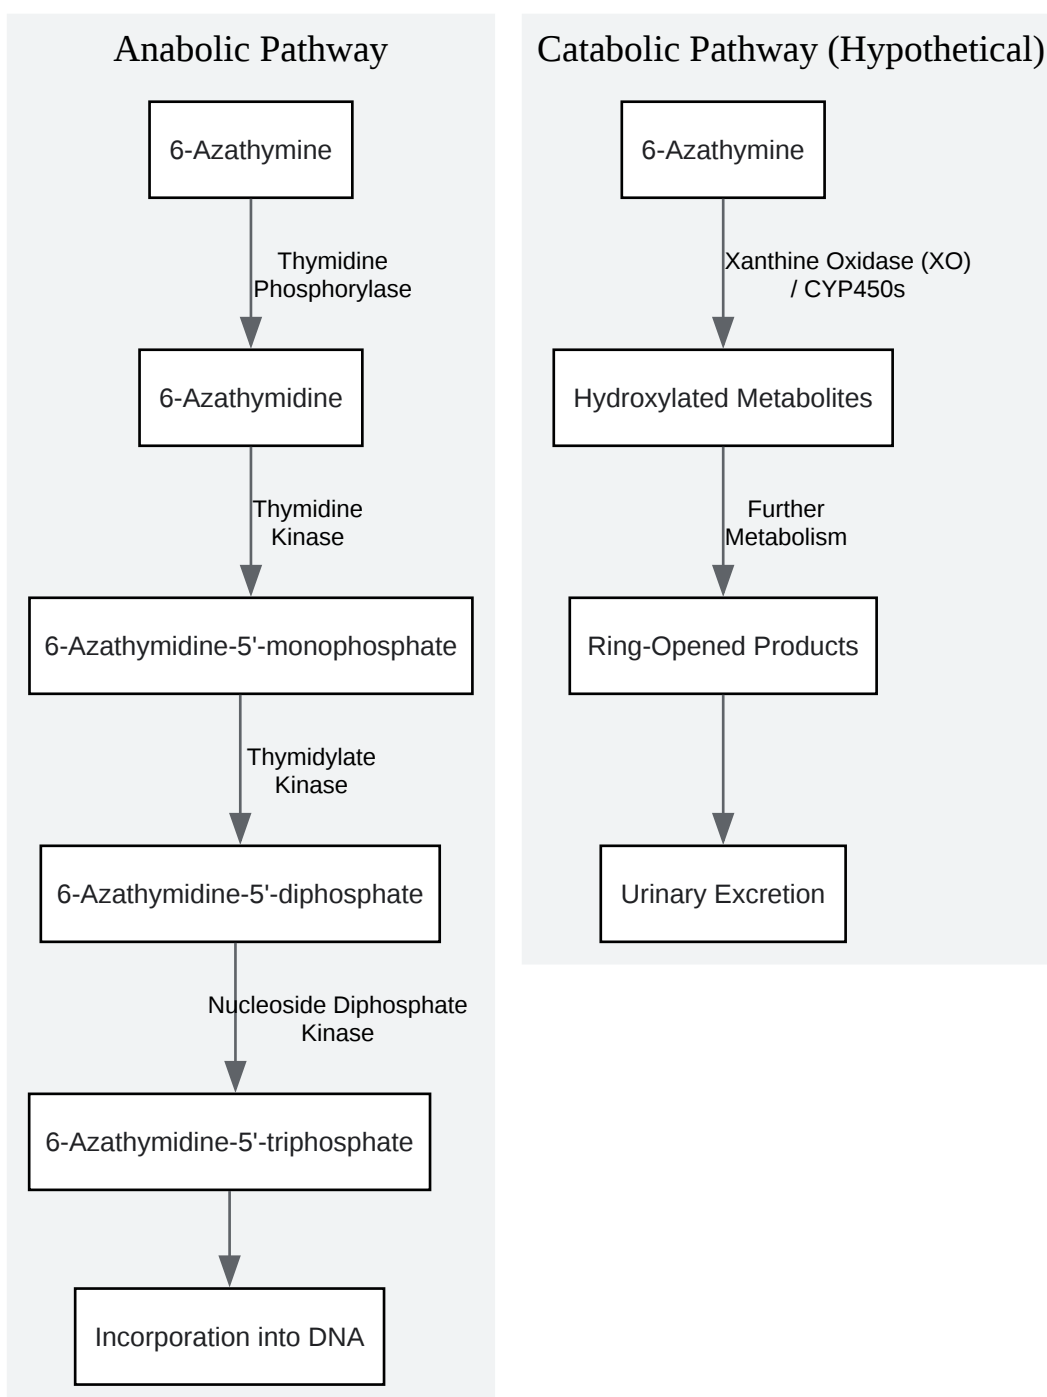 Anabolic Pathway
6-Azathymine
Thymidine
Phosphorylase
6-Azathymidine
Thymidine
Kinase
6-Azathymidine-5'-monophosphate
Thymidylate
Kinase
6-Azathymidine-5'-diphosphate
Nucleoside Diphosphate
Kinase
6-Azathymidine-5'-triphosphate
Incorporation into DNA
Catabolic Pathway (Hypothetical)
6-Azathymine
Xanthine Oxidase (XO)
/ CYP450s
Hydroxylated Metabolites
Further
Metabolism
Ring-Opened Products
Urinary Excretion